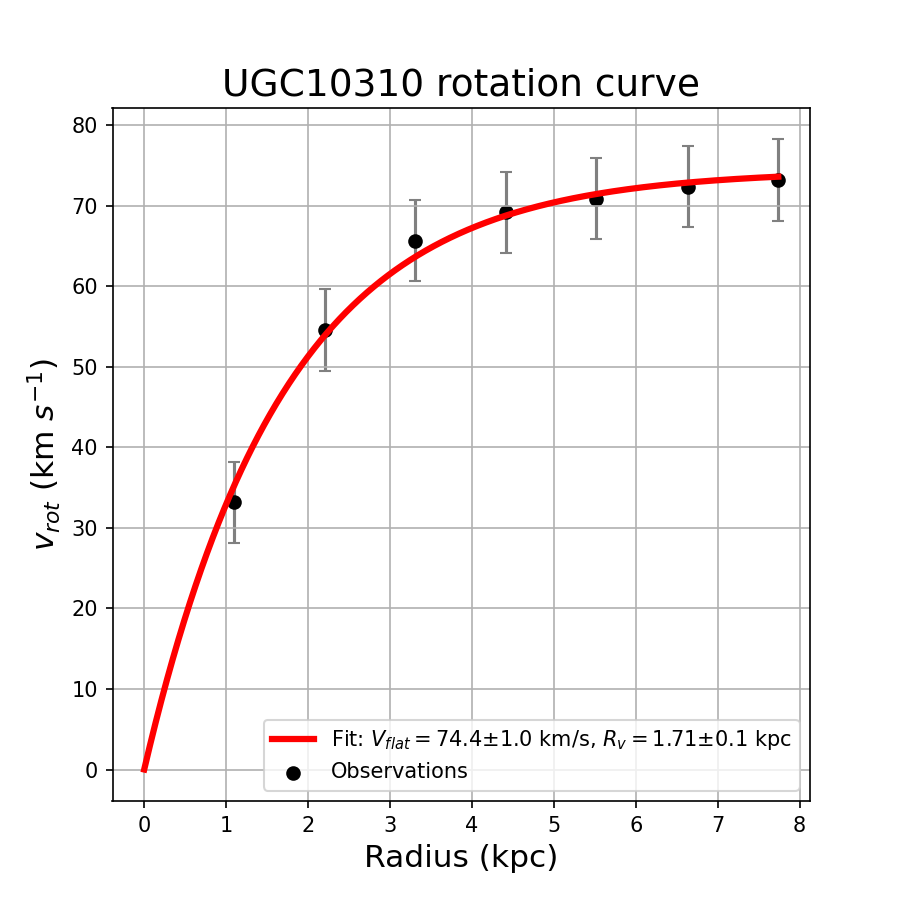 UGC10310 rotation curve
80
70
60
50
40
30
20
10
0
v_rot (km s⁻¹)
Fit: V_flat = 74.4±1.0 km/s, R_v = 1.71±0.1 kpc
Observations
0 1 2 3 4 5 6 7 8
Radius (kpc)